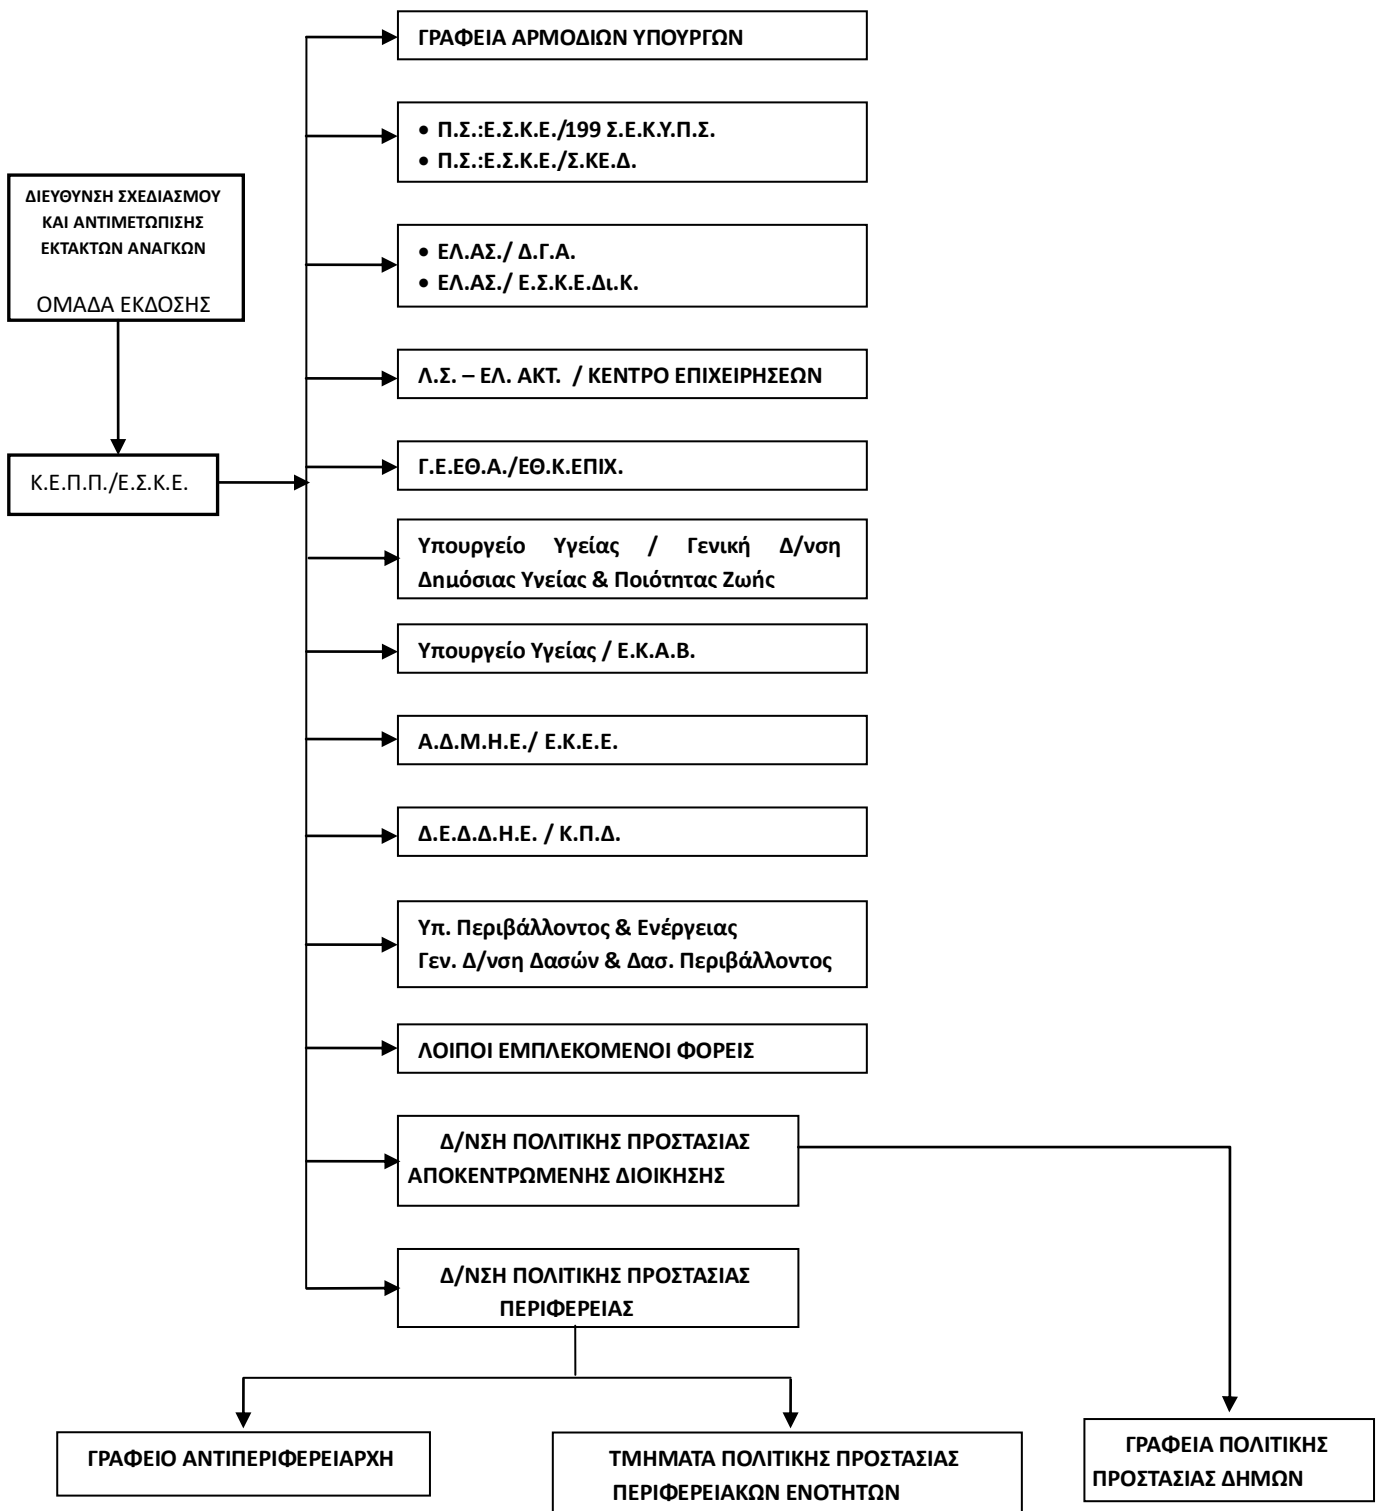 ΓΡΑΦΕΙΑ ΑΡΜΟΔΙΩΝ ΥΠΟΥΡΓΩΝ
• Π.Σ.:Ε.Σ.Κ.Ε./199 Σ.Ε.Κ.Υ.Π.Σ.
• Π.Σ.:Ε.Σ.Κ.Ε./Σ.ΚΕ.Δ.
ΔΙΕΥΘΥΝΣΗ ΣΧΕΔΙΑΣΜΟΥ
ΚΑΙ ΑΝΤΙΜΕΤΩΠΙΣΗΣ
ΕΚΤΑΚΤΩΝ ΑΝΑΓΚΩΝ
ΟΜΑΔΑ ΕΚΔΟΣΗΣ
• ΕΛ.ΑΣ./ Δ.Γ.Α.
• ΕΛ.ΑΣ./ Ε.Σ.Κ.Ε.Δι.Κ.
Λ.Σ. – ΕΛ. ΑΚΤ. / ΚΕΝΤΡΟ ΕΠΙΧΕΙΡΗΣΕΩΝ
Κ.Ε.Π.Π./Ε.Σ.Κ.Ε.
Γ.Ε.ΕΘ.Α./ΕΘ.Κ.ΕΠΙΧ.
Υπουργείο Υγείας / Γενική Δ/νση
Δημόσιας Υγείας & Ποιότητας Ζωής
Υπουργείο Υγείας / Ε.Κ.Α.Β.
Α.Δ.Μ.Η.Ε./ Ε.Κ.Ε.Ε.
Δ.Ε.Δ.Δ.Η.Ε. / Κ.Π.Δ.
Υπ. Περιβάλλοντος & Ενέργειας
Γεν. Δ/νση Δασών & Δασ. Περιβάλλοντος
ΛΟΙΠΟΙ ΕΜΠΛΕΚΟΜΕΝΟΙ ΦΟΡΕΙΣ
Δ/ΝΣΗ ΠΟΛΙΤΙΚΗΣ ΠΡΟΣΤΑΣΙΑΣ
ΑΠΟΚΕΝΤΡΩΜΕΝΗΣ ΔΙΟΙΚΗΣΗΣ
Δ/ΝΣΗ ΠΟΛΙΤΙΚΗΣ ΠΡΟΣΤΑΣΙΑΣ
ΠΕΡΙΦΕΡΕΙΑΣ
ΓΡΑΦΕΙΟ ΑΝΤΙΠΕΡΙΦΕΡΕΙΑΡΧΗ
ΤΜΗΜΑΤΑ ΠΟΛΙΤΙΚΗΣ ΠΡΟΣΤΑΣΙΑΣ
ΠΕΡΙΦΕΡΕΙΑΚΩΝ ΕΝΟΤΗΤΩΝ
ΓΡΑΦΕΙΑ ΠΟΛΙΤΙΚΗΣ
ΠΡΟΣΤΑΣΙΑΣ ΔΗΜΩΝ